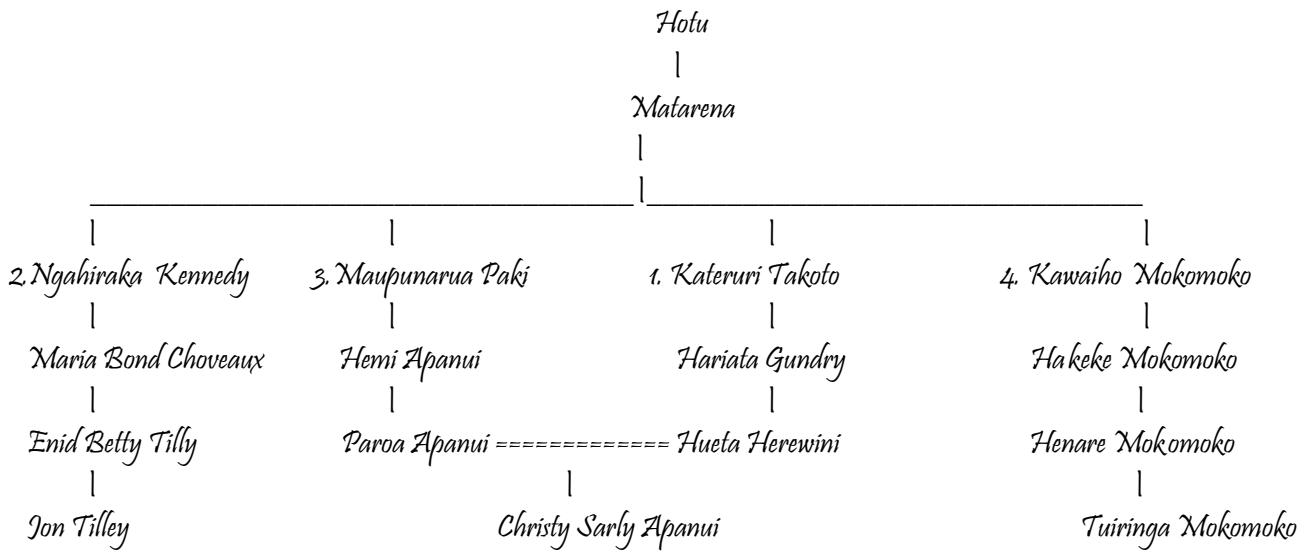 Hotu
Matarena
2. Ngahiraka Kennedy 3. Maupunarua Paki 1. Kateruri Takoto 4. Kawaiho Mokomoko
Maria Bond Choveaux Hemi Apanui Hariata Gundry Hakeke Mokomoko
Enid Betty Tilly Paroa Apanui ============= Hueta Herewini Henare Mokomoko
Jon Tilley Christy Sarly Apanui Tuiringa Mokomoko